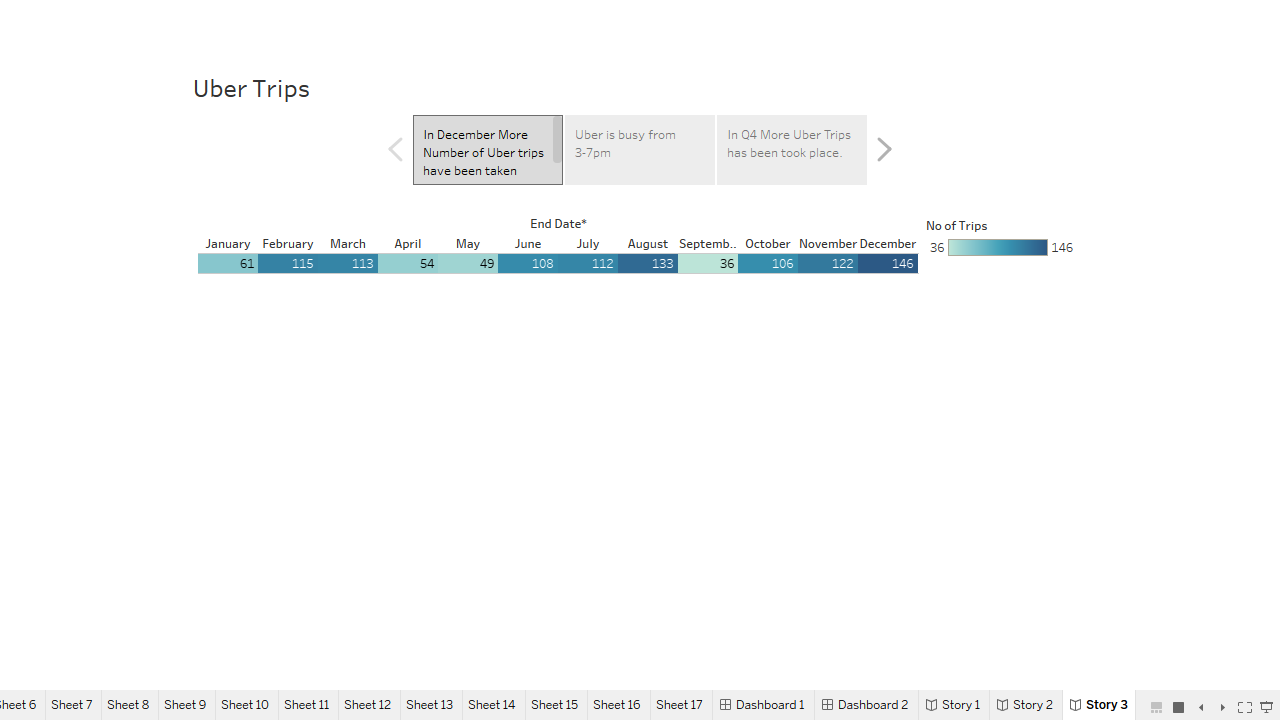 Uber Trips
In December More
Number of Uber trips
have been taken
Uber is busy from
3-7pm
In Q4 More Uber Trips
has been took place.
End Date*
January February March April May June July August Septemb.. October November December
61 115 113 54 49 108 112 133 36 106 122 146
No of Trips
36 146
Sheet 6 Sheet 7 Sheet 8 Sheet 9 Sheet 10 Sheet 11 Sheet 12 Sheet 13 Sheet 14 Sheet 15 Sheet 16 Sheet 17 Dashboard 1 Dashboard 2 Story 1 Story 2 Story 3